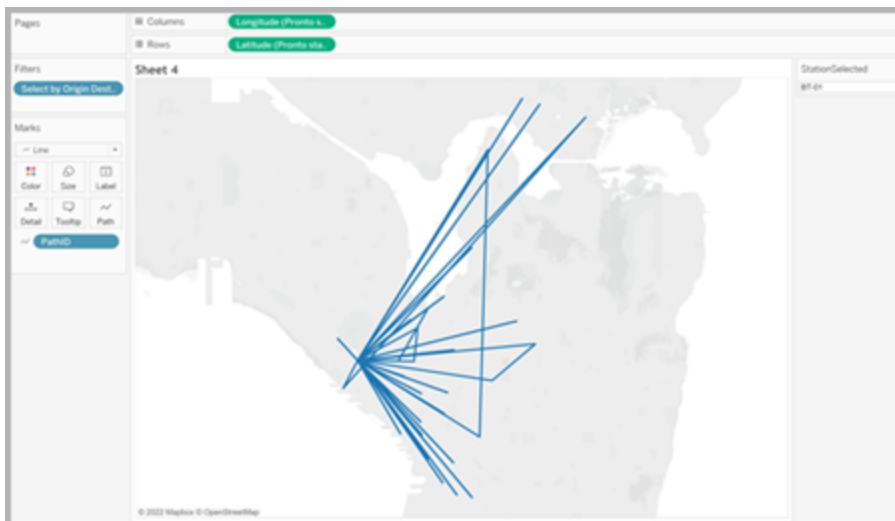 Pages
Columns
Longitude (Pronto s..
Rows
Latitude (Pronto sta..
Filters
Select by Origin Dest..
Sheet 4
StationSelected
BT-01
Marks
Line
Color
Size
Label
Detail
Tooltip
Path
PathID
© 2022 Mapbox © OpenStreetMap